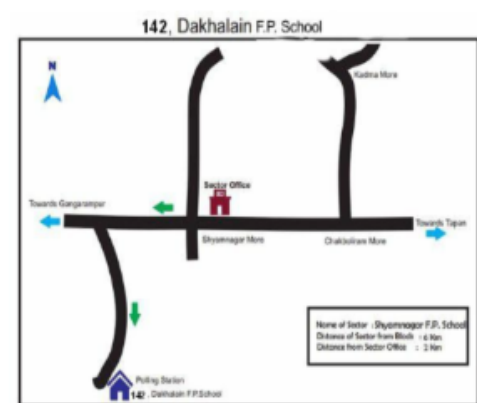 142, Dakhalain F.P. School
N
Kadma More
Sector Office
Towards Gangarampur
Towards Tapan
Shyamnagar More
Chakboliram More
Name of Sector : Shyamnagar F.P. School
Distance of Sector from Block : 6 Km
Distance from Sector Office : 2 Km
Polling Station
142, Dakhalain F.P.School